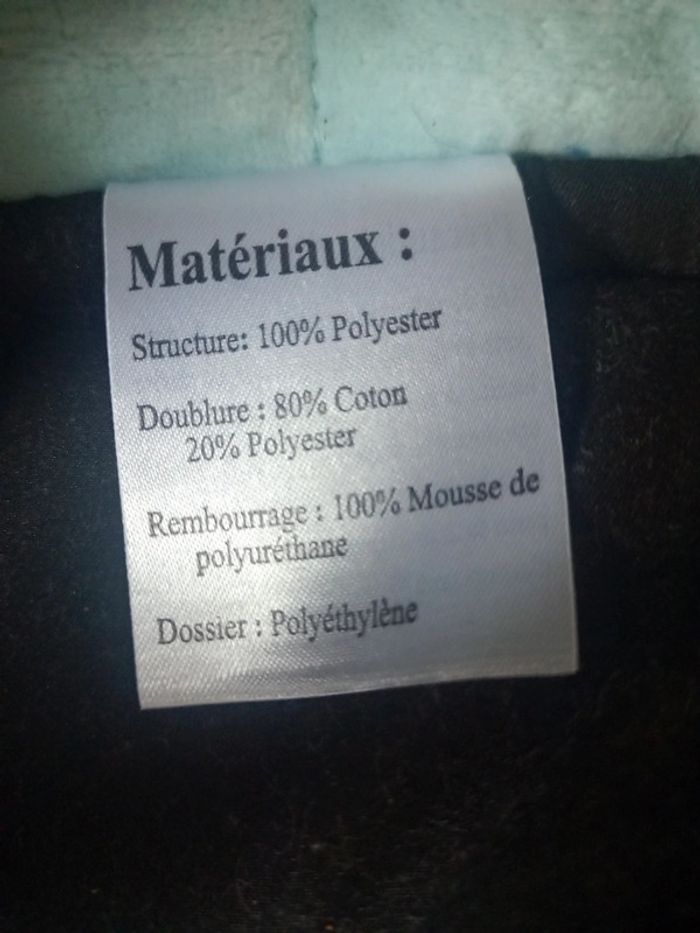 Matériaux :
Structure: 100% Polyester
Doublure : 80% Coton
20% Polyester
Rembourrage : 100% Mousse de
polyuréthane
Dossier : Polyéthylène